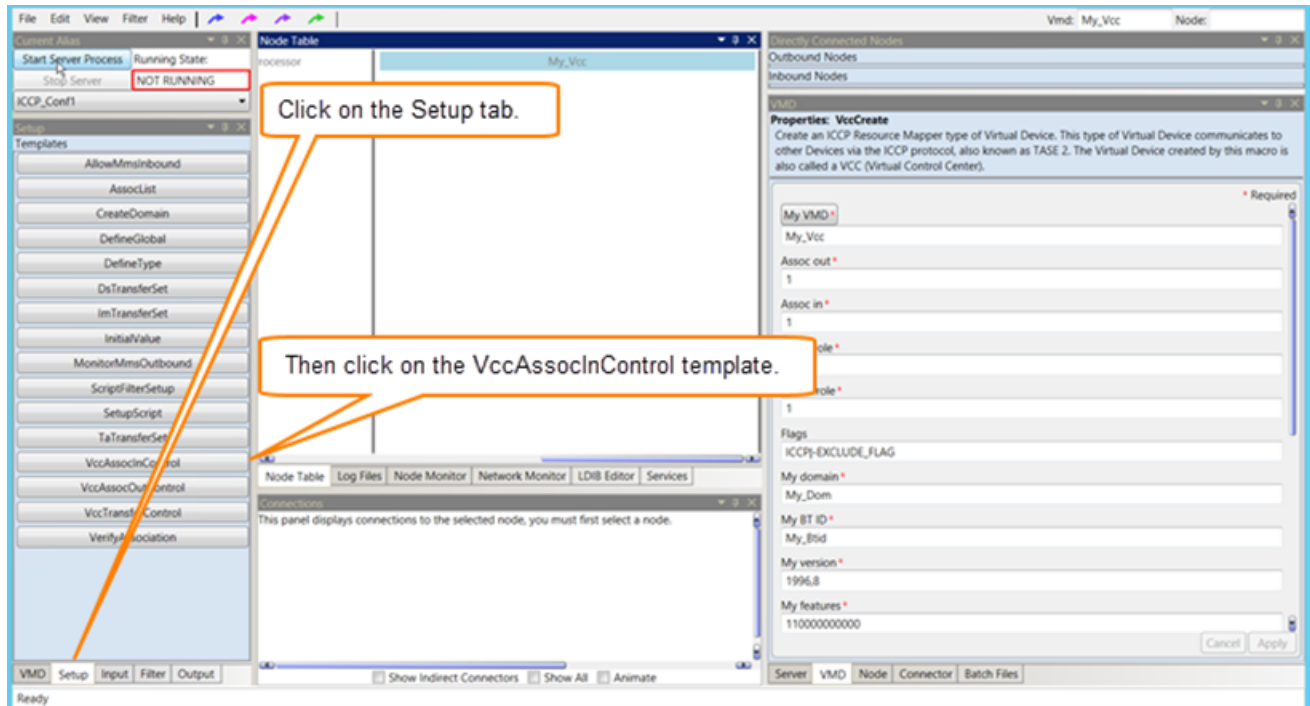 File Edit View Filter Help
Vmd: My_Vcc Node:
Current Alias
Start Server Process Running State:
Stop Server NOT RUNNING
ICCP_Conf1
Setup
Templates
AllowMmsInbound
AssocList
CreateDomain
DefineGlobal
DefineType
DsTransferSet
ImTransferSet
InitialValue
MonitorMmsOutbound
ScriptFilterSetup
SetupScript
TaTransferSet
VccAssocInControl
VccAssocOutControl
VccTransferControl
VerifyAssociation
VMD Setup Input Filter Output
Ready
Node Table
rocessor My_Vcc
Click on the Setup tab.
Then click on the VccAssocInControl template.
Node Table Log Files Node Monitor Network Monitor LDIB Editor Services
Connections
This panel displays connections to the selected node, you must first select a node.
Show Indirect Connectors Show All Animate
Directly Connected Nodes
Outbound Nodes
Inbound Nodes
VMD
Properties: VccCreate
Create an ICCP Resource Mapper type of Virtual Device. This type of Virtual Device communicates to
other Devices via the ICCP protocol, also known as TASE 2. The Virtual Device created by this macro is
also called a VCC (Virtual Control Center).
* Required
My VMD *
My_Vcc
Assoc out *
1
Assoc in *
1
ole *
role *
1
Flags
ICCP|-EXCLUDE_FLAG
My domain *
My_Dom
My BT ID *
My_Btid
My version *
1996,8
My features *
110000000000
Cancel Apply
Server VMD Node Connector Batch Files